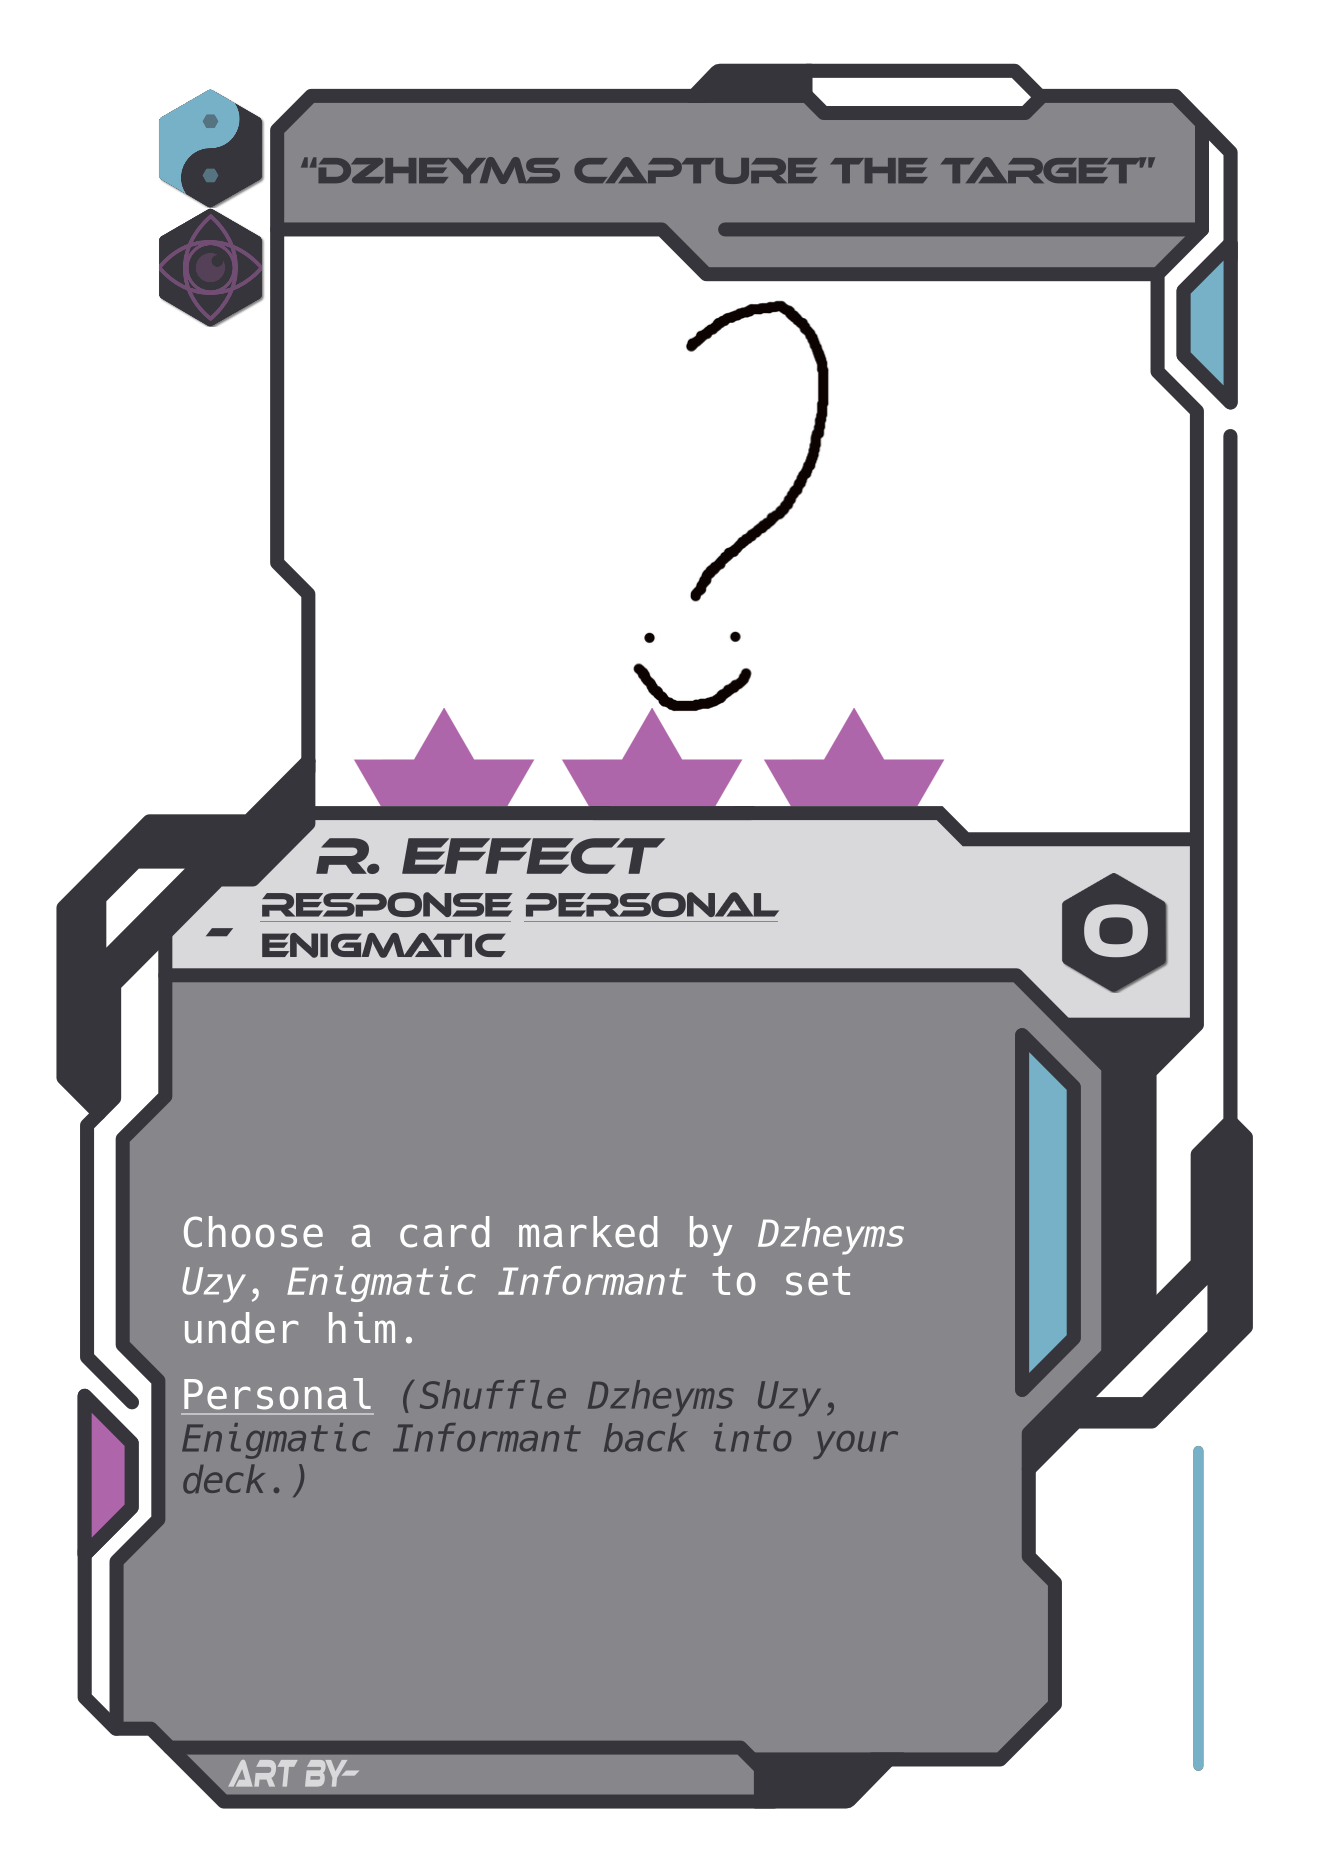 “DZHEYMS CAPTURE THE TARGET”
R. EFFECT
RESPONSE PERSONAL
- ENIGMATIC
0
Choose a card marked by Dzheyms
Uzy, Enigmatic Informant to set
under him.
Personal (Shuffle Dzheyms Uzy,
Enigmatic Informant back into your
deck.)
ART BY-